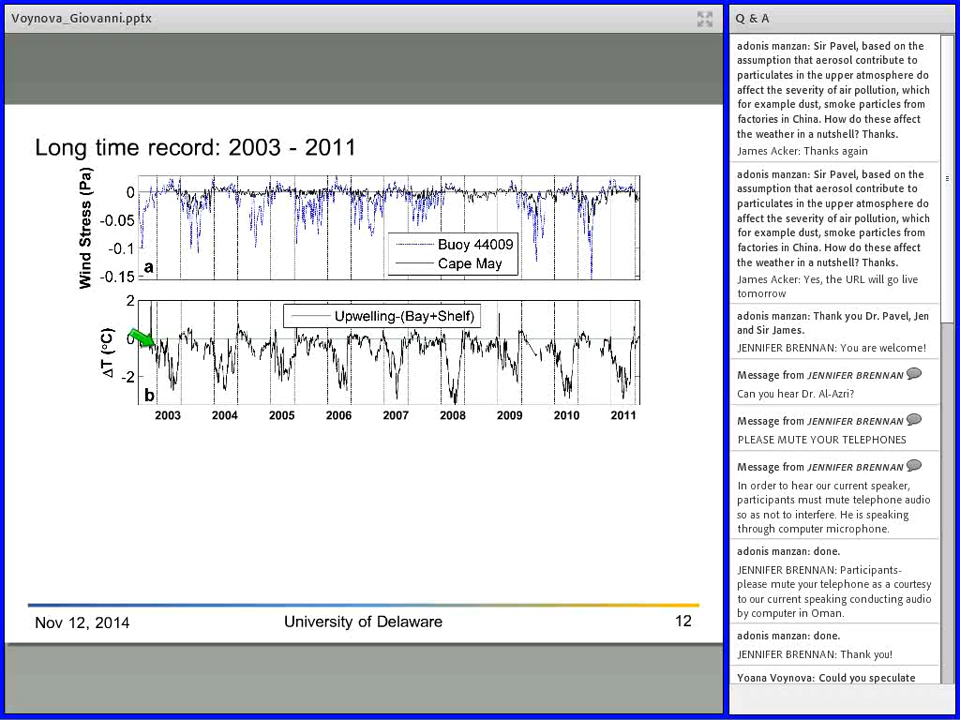 Voynova_Giovanni.pptx
Long time record: 2003 - 2011
Wind Stress (Pa)
0
-0.05
-0.1
-0.15
a
Buoy 44009
Cape May
ΔT (°C)
2
0
-2
b
Upwelling-(Bay+Shelf)
2003 2004 2005 2006 2007 2008 2009 2010 2011
Nov 12, 2014
University of Delaware
12
Q & A
adonis manzan: Sir Pavel, based on the
assumption that aerosol contribute to
particulates in the upper atmosphere do
affect the severity of air pollution, which
for example dust, smoke particles from
factories in China. How do these affect
the weather in a nutshell? Thanks.
James Acker: Thanks again
adonis manzan: Sir Pavel, based on the
assumption that aerosol contribute to
particulates in the upper atmosphere do
affect the severity of air pollution, which
for example dust, smoke particles from
factories in China. How do these affect
the weather in a nutshell? Thanks.
James Acker: Yes, the URL will go live
tomorrow
adonis manzan: Thank you Dr. Pavel, Jen
and Sir James.
JENNIFER BRENNAN: You are welcome!
Message from JENNIFER BRENNAN
Can you hear Dr. Al-Azri?
Message from JENNIFER BRENNAN
PLEASE MUTE YOUR TELEPHONES
Message from JENNIFER BRENNAN
In order to hear our current speaker,
participants must mute telephone audio
so as not to interfere. He is speaking
through computer microphone.
adonis manzan: done.
JENNIFER BRENNAN: Participants-
please mute your telephone as a courtesy
to our current speaking conducting audio
by computer in Oman.
adonis manzan: done.
JENNIFER BRENNAN: Thank you!
Yoana Voynova: Could you speculate